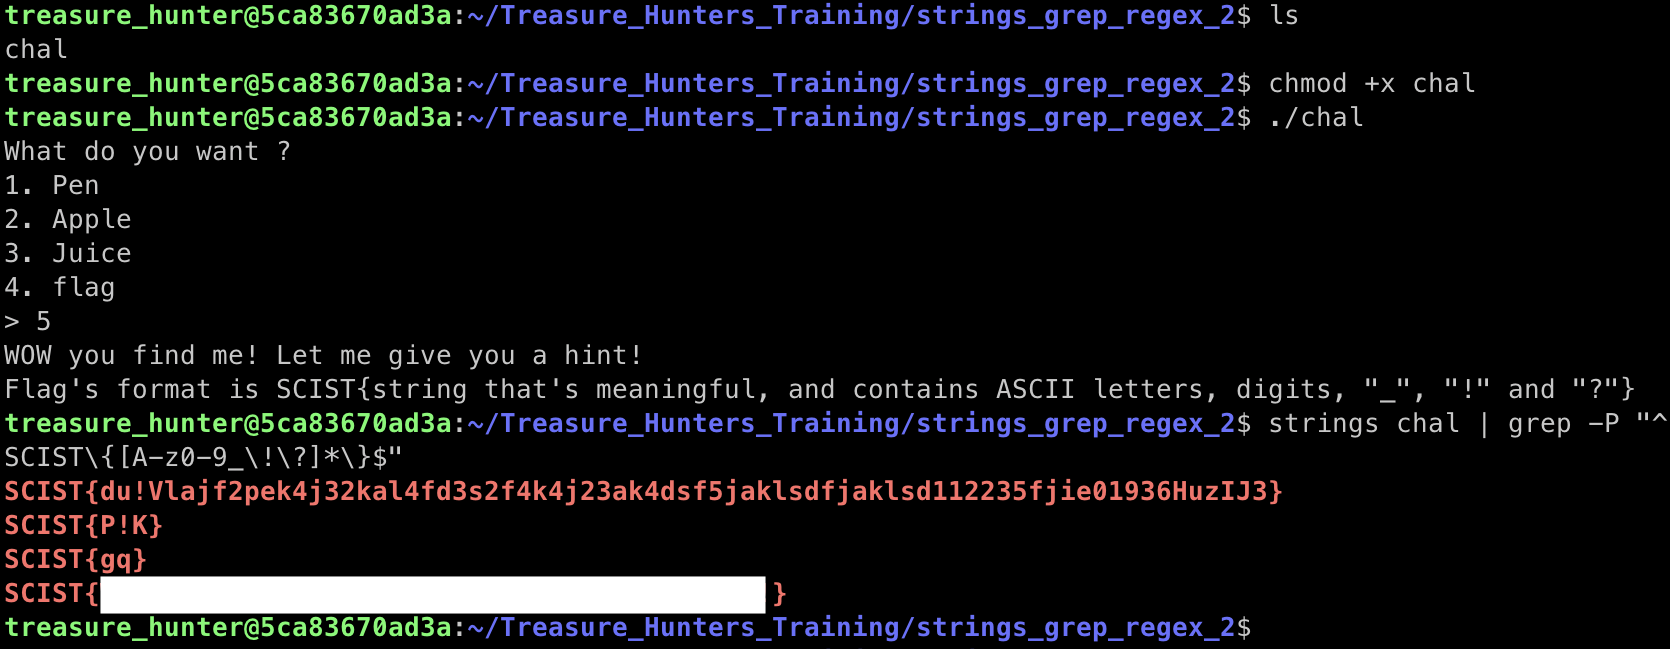 treasure_hunter@5ca83670ad3a:~/Treasure_Hunters_Training/strings_grep_regex_2$ ls
chal
treasure_hunter@5ca83670ad3a:~/Treasure_Hunters_Training/strings_grep_regex_2$ chmod +x chal
treasure_hunter@5ca83670ad3a:~/Treasure_Hunters_Training/strings_grep_regex_2$ ./chal
What do you want ?
1. Pen
2. Apple
3. Juice
4. flag
> 5
WOW you find me! Let me give you a hint!
Flag's format is SCIST{string that's meaningful, and contains ASCII letters, digits, "_", "!" and "?"}
treasure_hunter@5ca83670ad3a:~/Treasure_Hunters_Training/strings_grep_regex_2$ strings chal | grep -P "^
SCIST\{[A-z0-9_\!\?]*\}$"
SCIST{du!Vlajf2pek4j32kal4fd3s2f4k4j23ak4dsf5jaklsdfjaklsd112235fjie01936HuzIJ3}
SCIST{P!K}
SCIST{gq}
SCIST{ }
treasure_hunter@5ca83670ad3a:~/Treasure_Hunters_Training/strings_grep_regex_2$